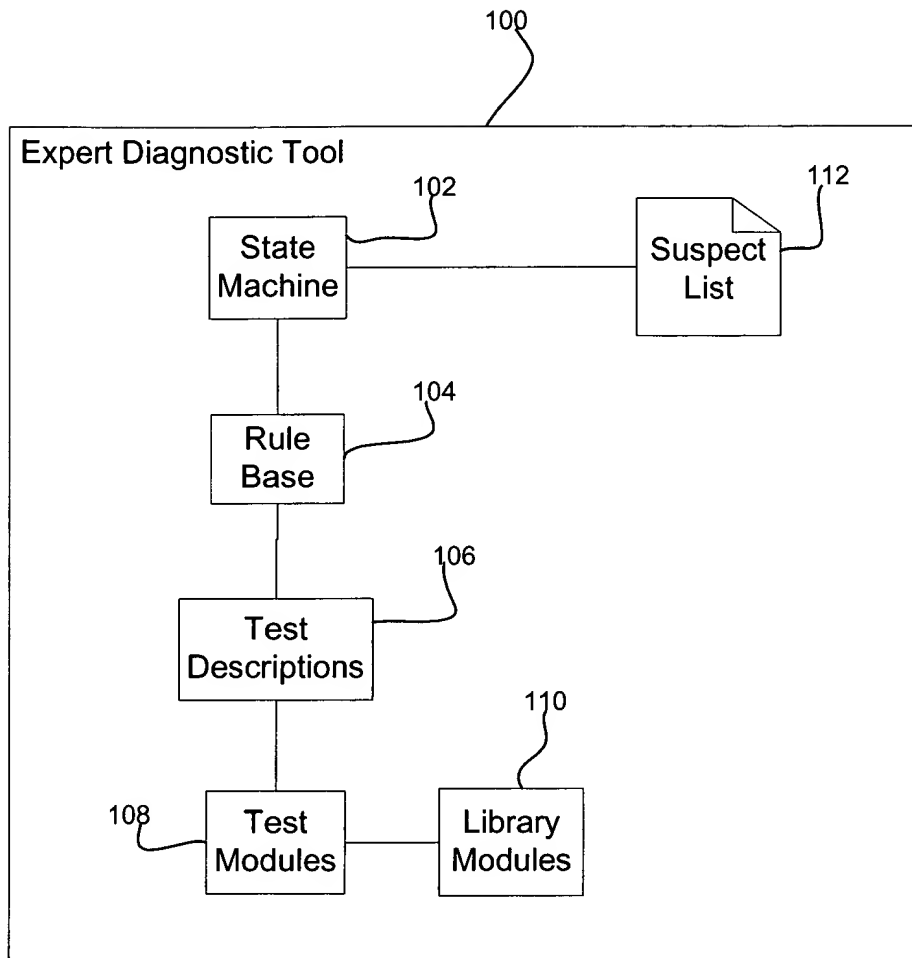 100
Expert Diagnostic Tool
102
112
State
Machine
Suspect
List
104
Rule
Base
106
Test
Descriptions
110
108
Test
Modules
Library
Modules